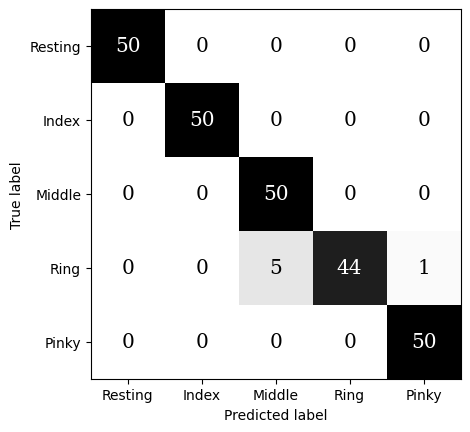 Resting 50 0 0 0 0
Index 0 50 0 0 0
Middle 0 0 50 0 0
Ring 0 0 5 44 1
Pinky 0 0 0 0 50
Resting Index Middle Ring Pinky
Predicted label
True label